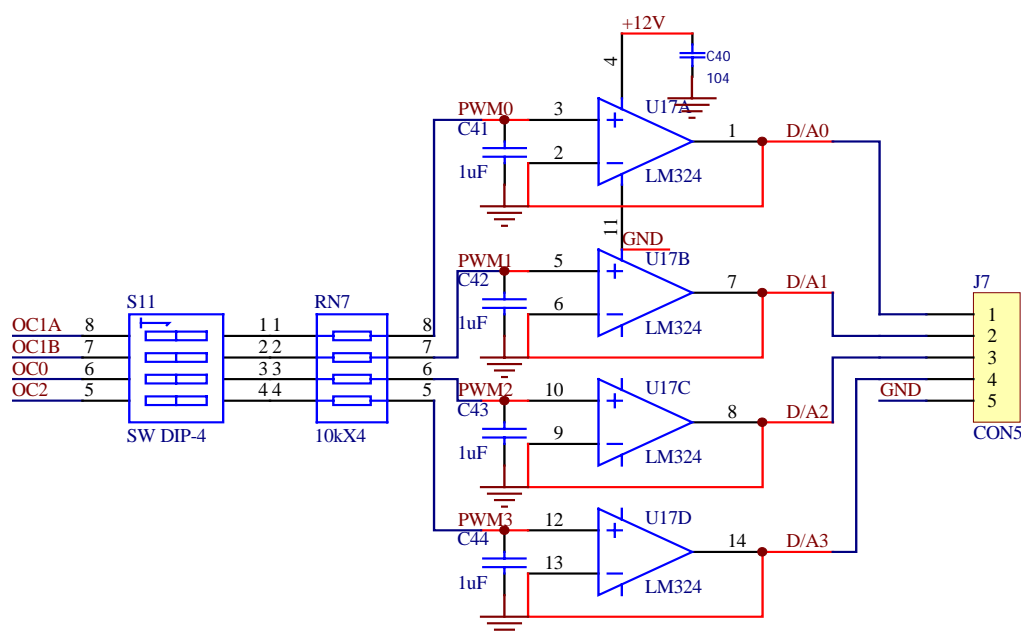 +12V
4
C40
104
PWM0
3
U17A
C41
1
D/A0
2
1uF
LM324
11
GND
PWM1
5
U17B
C42
7
D/A1
6
1uF
LM324
J7
S11
RN7
OC1A
8
1
1
8
OC1B
7
2
2
7
OC0
6
3
3
6
OC2
5
4
4
5
SW DIP-4
10kX4
1
2
3
4
GND
5
CON5
PWM2
10
U17C
C43
8
D/A2
9
1uF
LM324
PWM3
12
U17D
C44
14
D/A3
13
1uF
LM324